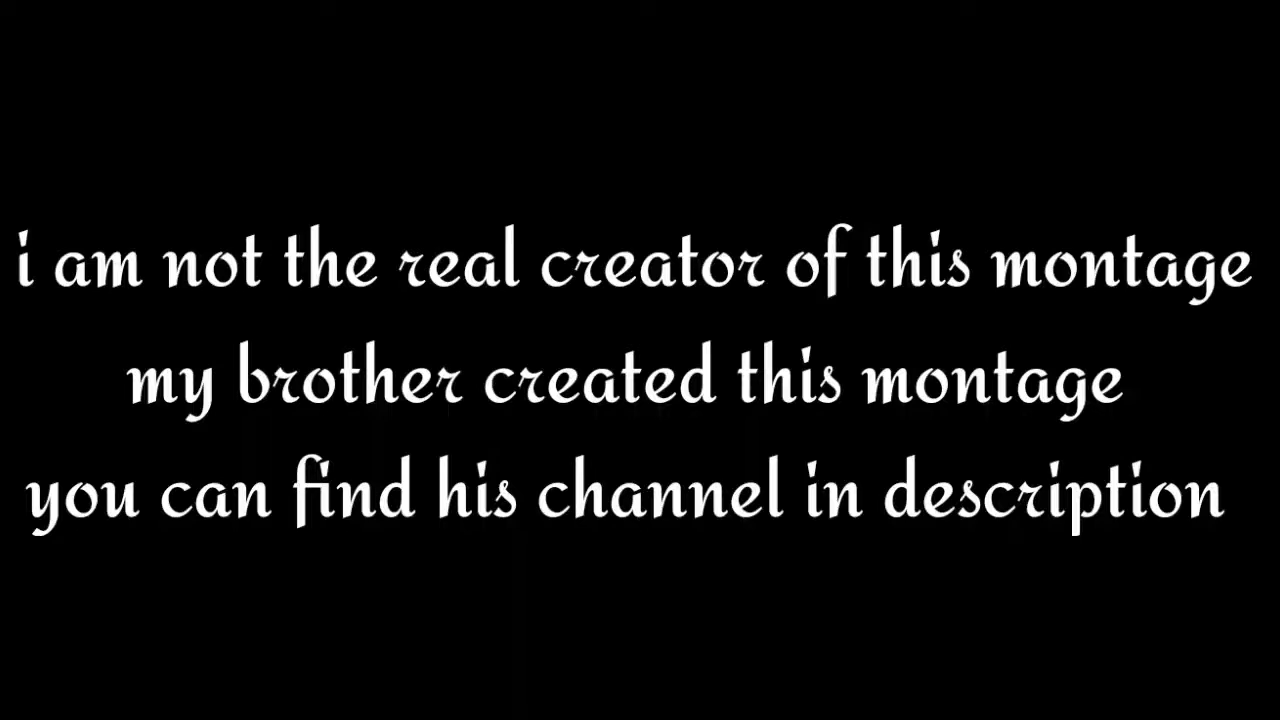 i am not the real creator of this montage
my brother created this montage
you can find his channel in description